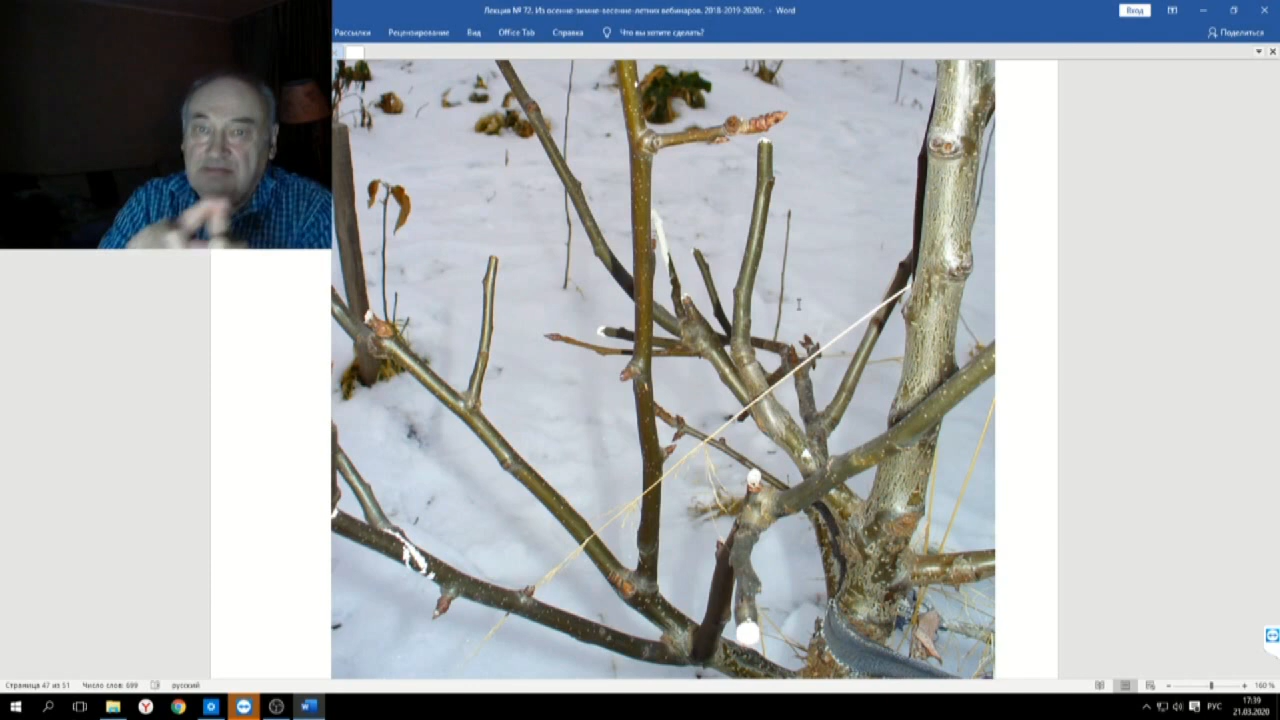 Лекция № 72. Из осенне-зимне-весенне-летних вебинаров. 2018-2019-2020г. - Word
Вход
Рассылки Рецензирование Вид Office Tab Справка Что вы хотите сделать? Поделиться
Страница 47 из 51 Число слов: 699 русский 160 %
17:39
РУС
21.03.2020